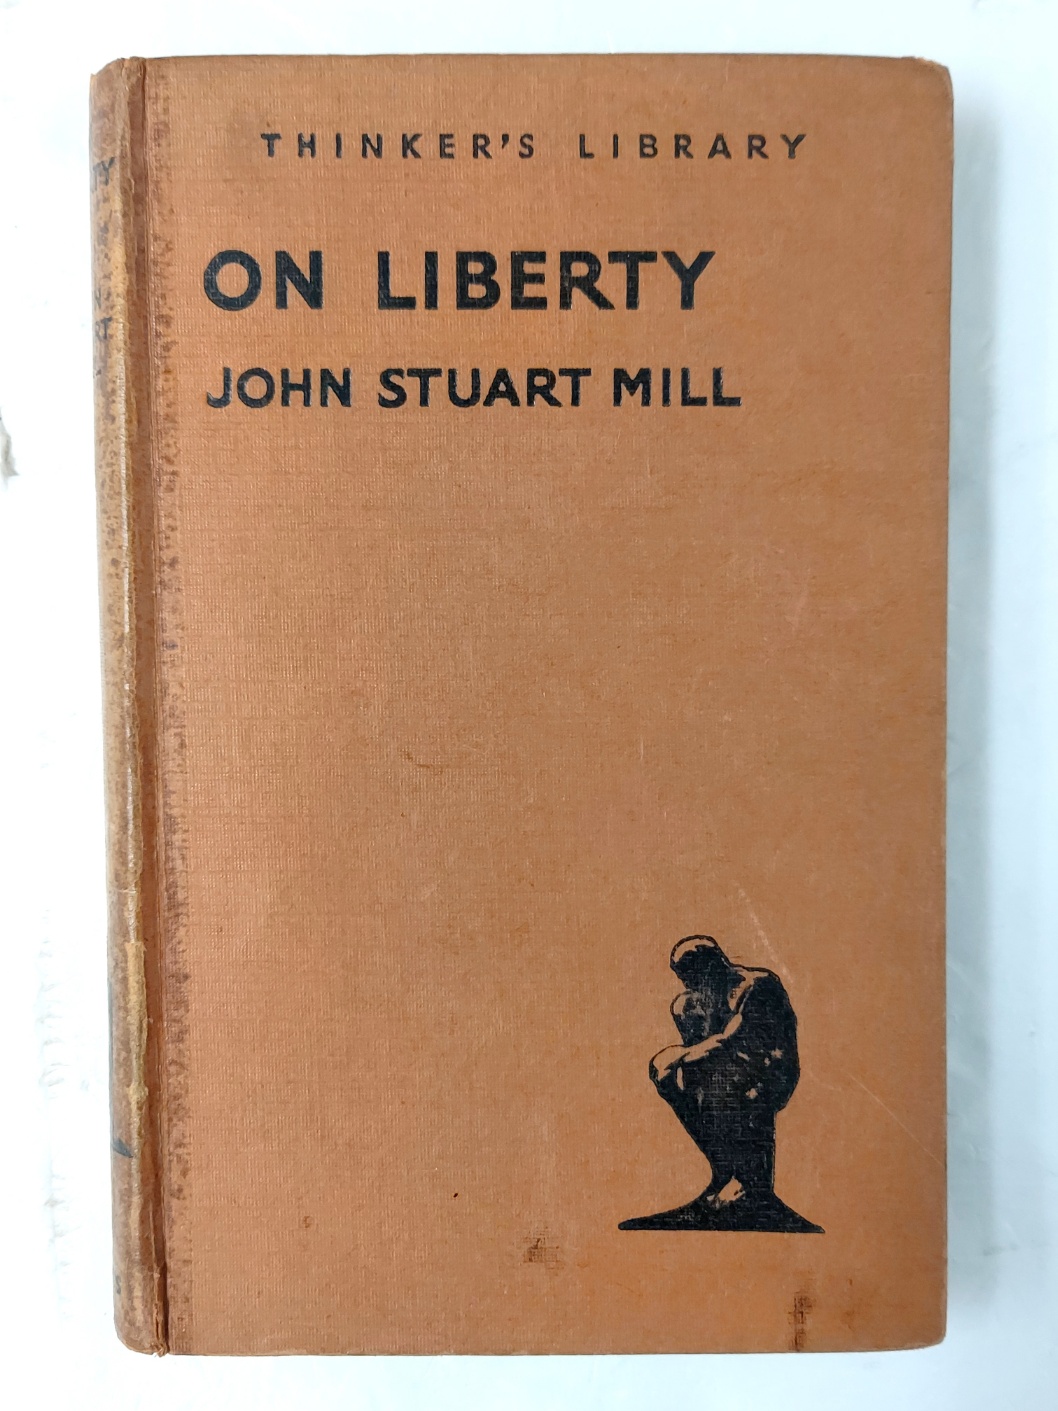 THINKER'S LIBRARY
ON LIBERTY
JOHN STUART MILL